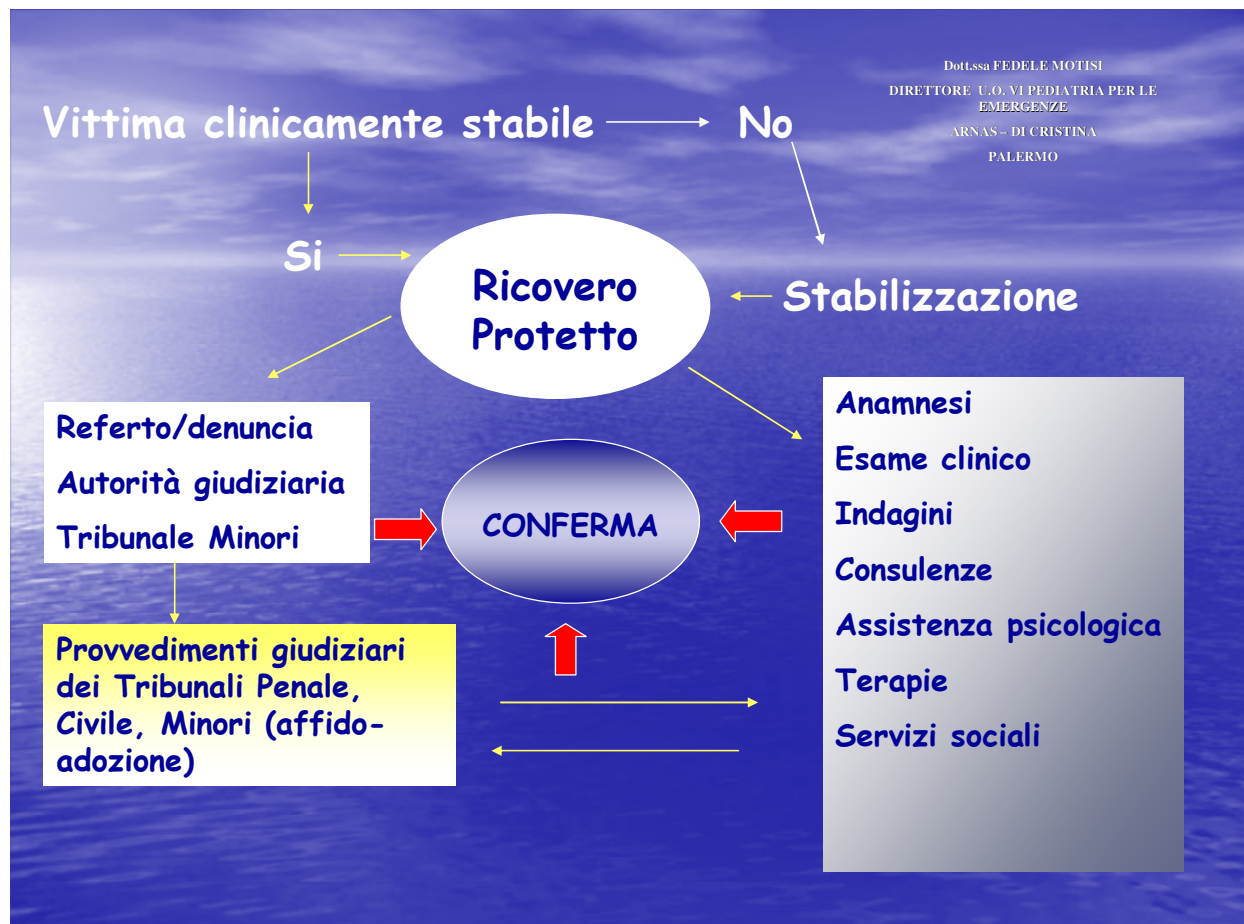 Dott.ssa FEDELE MOTISI
DIRETTORE U.O. VI PEDIATRIA PER LE
EMERGENZE
ARNAS – DI CRISTINA
PALERMO
Vittima clinicamente stabile
No
Si
Ricovero
Protetto
Stabilizzazione
Referto/denuncia
Autorità giudiziaria
Tribunale Minori
CONFERMA
Anamnesi
Esame clinico
Indagini
Consulenze
Assistenza psicologica
Terapie
Servizi sociali
Provvedimenti giudiziari
dei Tribunali Penale,
Civile, Minori (affido-
adozione)